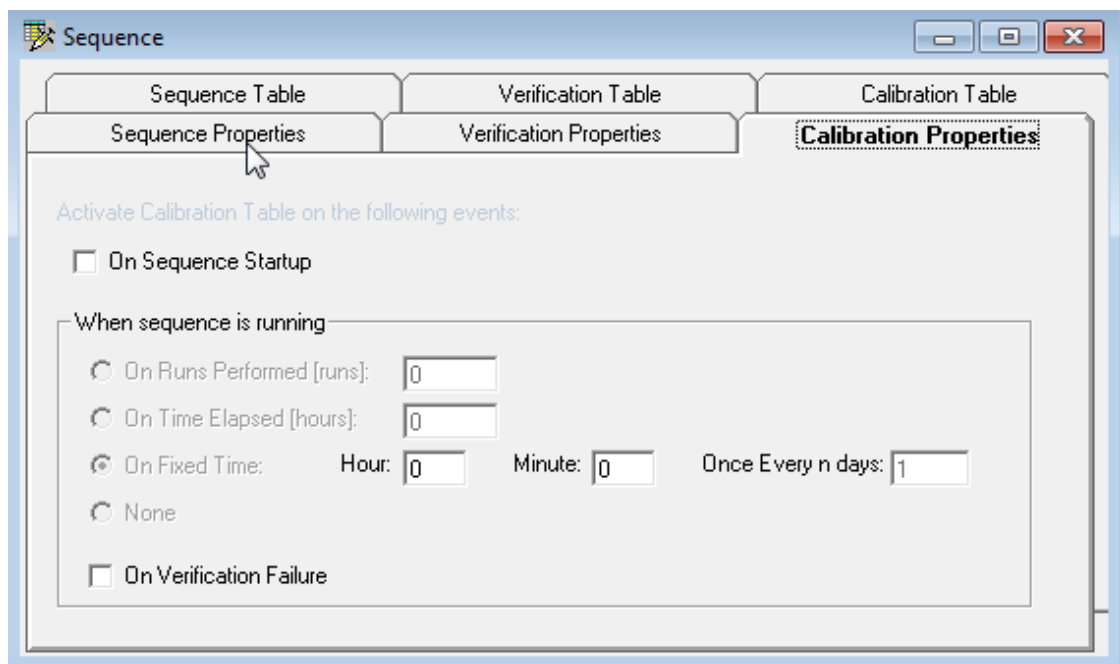 Sequence
Sequence Table Verification Table Calibration Table
Sequence Properties Verification Properties Calibration Properties
Activate Calibration Table on the following events:
On Sequence Startup
When sequence is running
On Runs Performed [runs]: 0
On Time Elapsed [hours]: 0
On Fixed Time: Hour: 0 Minute: 0 Once Every n days: 1
None
On Verification Failure